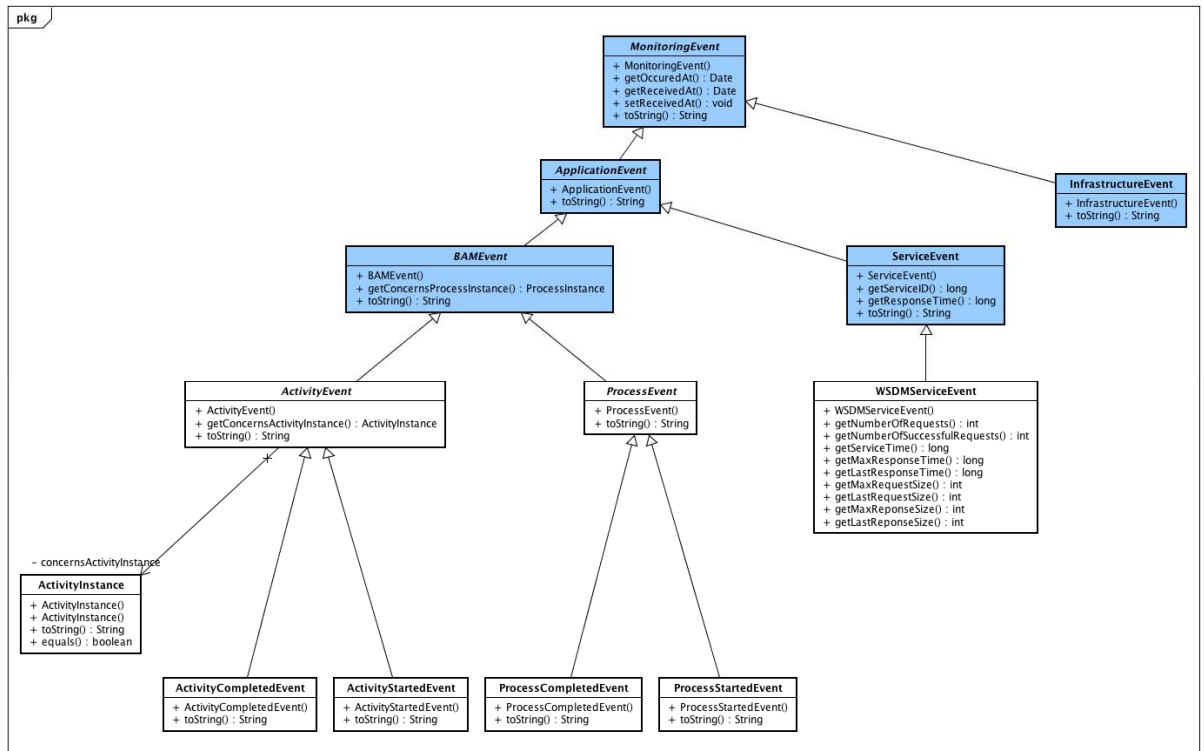 pkg
MonitoringEvent
+ MonitoringEvent()
+ getOccuredAt() : Date
+ getReceivedAt() : Date
+ setReceivedAt() : void
+ toString() : String
ApplicationEvent
+ ApplicationEvent()
+ toString() : String
InfrastructureEvent
+ InfrastructureEvent()
+ toString() : String
BAMEvent
+ BAMEvent()
+ getConcernsProcessInstance() : ProcessInstance
+ toString() : String
ServiceEvent
+ ServiceEvent()
+ getServiceID() : long
+ getResponseTime() : long
+ toString() : String
ActivityEvent
+ ActivityEvent()
+ getConcernsActivityInstance() : ActivityInstance
+ toString() : String
ProcessEvent
+ ProcessEvent()
+ toString() : String
WSDMServiceEvent
+ WSDMServiceEvent()
+ getNumberOfRequests() : int
+ getNumberOfSuccessfulRequests() : int
+ getServiceTime() : long
+ getMaxResponseTime() : long
+ getLastResponseTime() : long
+ getMaxRequestSize() : int
+ getLastRequestSize() : int
+ getMaxReponseSize() : int
+ getLastReponseSize() : int
- concernsActivityInstance
ActivityInstance
+ ActivityInstance()
+ ActivityInstance()
+ toString() : String
+ equals() : boolean
ActivityCompletedEvent
+ ActivityCompletedEvent()
+ toString() : String
ActivityStartedEvent
+ ActivityStartedEvent()
+ toString() : String
ProcessCompletedEvent
+ ProcessCompletedEvent()
+ toString() : String
ProcessStartedEvent
+ ProcessStartedEvent()
+ toString() : String